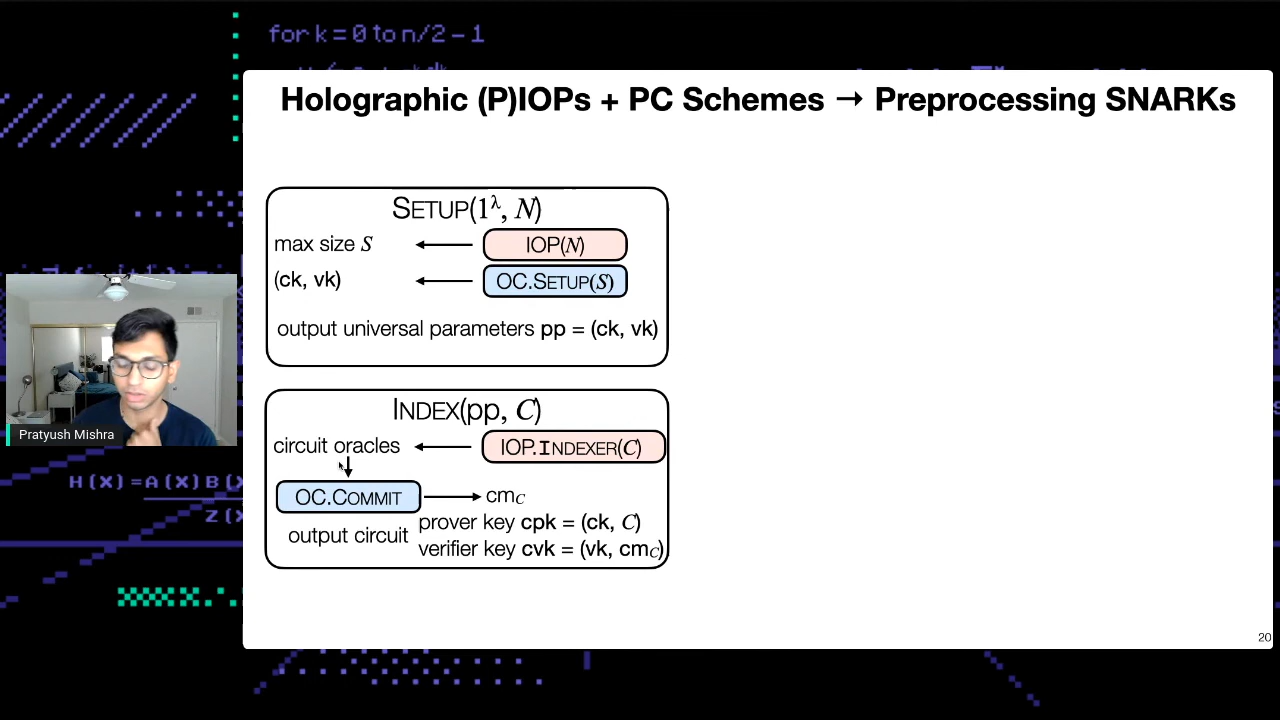 for k = 0 to n/2 - 1
Holographic (P)IOPs + PC Schemes → Preprocessing SNARKs
SETUP(1^λ, N)
max size S ← IOP(N)
(ck, vk) ← OC.SETUP(S)
output universal parameters pp = (ck, vk)
INDEX(pp, C)
circuit oracles ← IOP.INDEXER(C)
OC.COMMIT → cm_C
output circuit
prover key cpk = (ck, C)
verifier key cvk = (vk, cm_C)
Pratyush Mishra
H(X) = A(X) B(X
Z(X
20